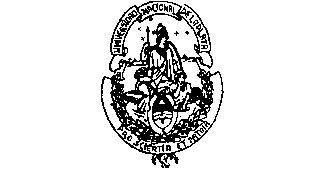 UNIVERSIDAD NACIONAL DE LA PLATA
PRO SCIENTIA ET PATRIA